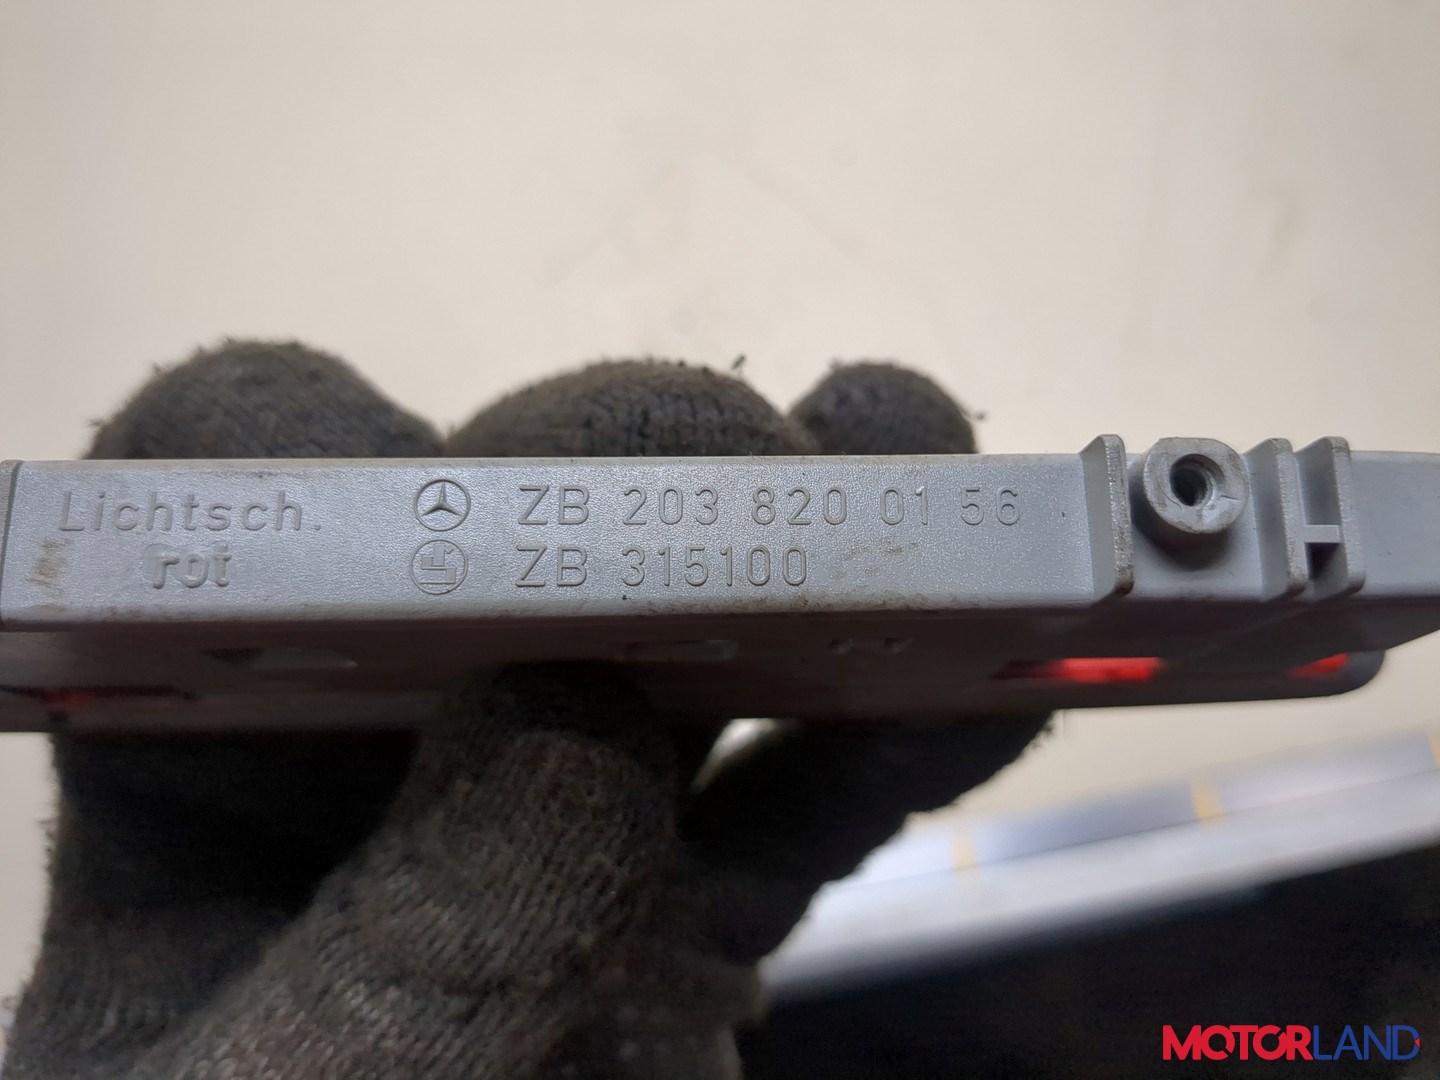 Lichtsch. ZB 203 820 01 56
rot ZB 315100
MOTORLAND